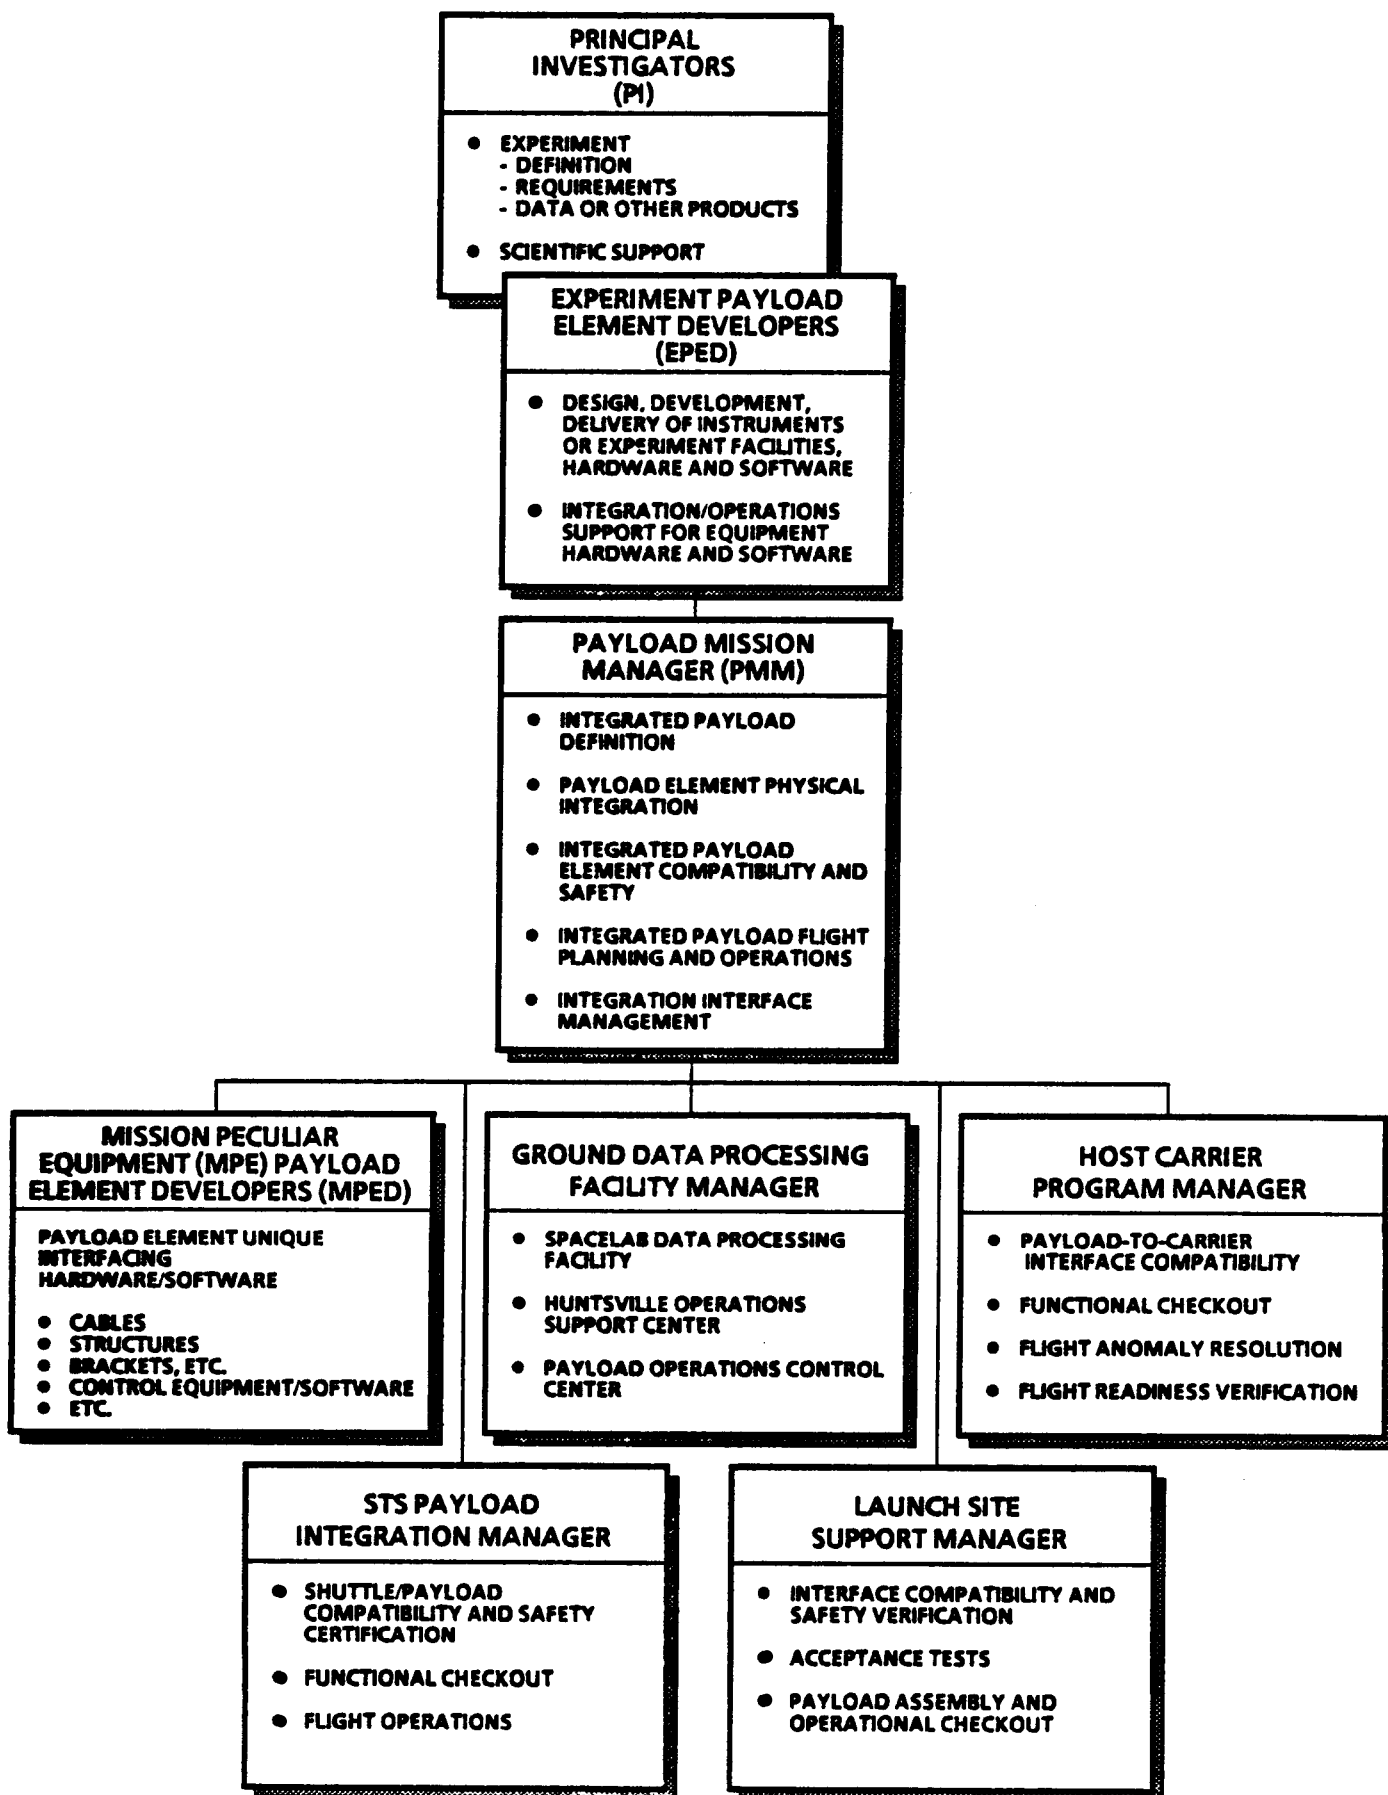 PRINCIPAL
INVESTIGATORS
(PI)
● EXPERIMENT
- DEFINITION
- REQUIREMENTS
- DATA OR OTHER PRODUCTS
● SCIENTIFIC SUPPORT
EXPERIMENT PAYLOAD
ELEMENT DEVELOPERS
(EPED)
● DESIGN, DEVELOPMENT,
DELIVERY OF INSTRUMENTS
OR EXPERIMENT FACILITIES,
HARDWARE AND SOFTWARE
● INTEGRATION/OPERATIONS
SUPPORT FOR EQUIPMENT
HARDWARE AND SOFTWARE
PAYLOAD MISSION
MANAGER (PMM)
● INTEGRATED PAYLOAD
DEFINITION
● PAYLOAD ELEMENT PHYSICAL
INTEGRATION
● INTEGRATED PAYLOAD
ELEMENT COMPATIBILITY AND
SAFETY
● INTEGRATED PAYLOAD FLIGHT
PLANNING AND OPERATIONS
● INTEGRATION INTERFACE
MANAGEMENT
MISSION PECULIAR
EQUIPMENT (MPE) PAYLOAD
ELEMENT DEVELOPERS (MPED)
PAYLOAD ELEMENT UNIQUE
INTERFACING
HARDWARE/SOFTWARE
● CABLES
● STRUCTURES
● BRACKETS, ETC.
● CONTROL EQUIPMENT/SOFTWARE
● ETC.
GROUND DATA PROCESSING
FACILITY MANAGER
● SPACELAB DATA PROCESSING
FACILITY
● HUNTSVILLE OPERATIONS
SUPPORT CENTER
● PAYLOAD OPERATIONS CONTROL
CENTER
HOST CARRIER
PROGRAM MANAGER
● PAYLOAD-TO-CARRIER
INTERFACE COMPATIBILITY
● FUNCTIONAL CHECKOUT
● FLIGHT ANOMALY RESOLUTION
● FLIGHT READINESS VERIFICATION
STS PAYLOAD
INTEGRATION MANAGER
● SHUTTLE/PAYLOAD
COMPATIBILITY AND SAFETY
CERTIFICATION
● FUNCTIONAL CHECKOUT
● FLIGHT OPERATIONS
LAUNCH SITE
SUPPORT MANAGER
● INTERFACE COMPATIBILITY AND
SAFETY VERIFICATION
● ACCEPTANCE TESTS
● PAYLOAD ASSEMBLY AND
OPERATIONAL CHECKOUT